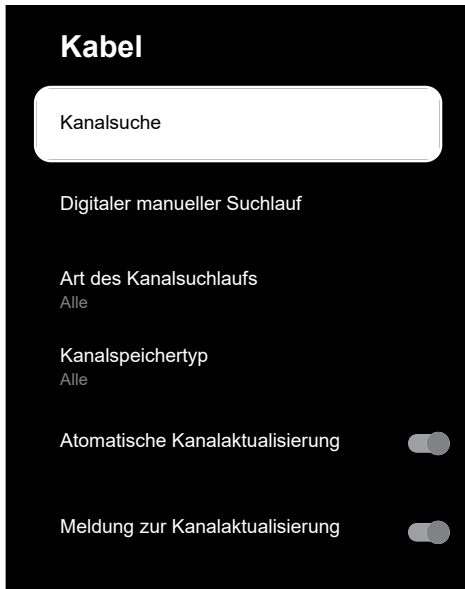 Kabel
Kanalsuche
Digitaler manueller Suchlauf
Art des Kanalsuchlaufs
Alle
Kanalspeichertyp
Alle
Atomatische Kanalaktualisierung
Meldung zur Kanalaktualisierung